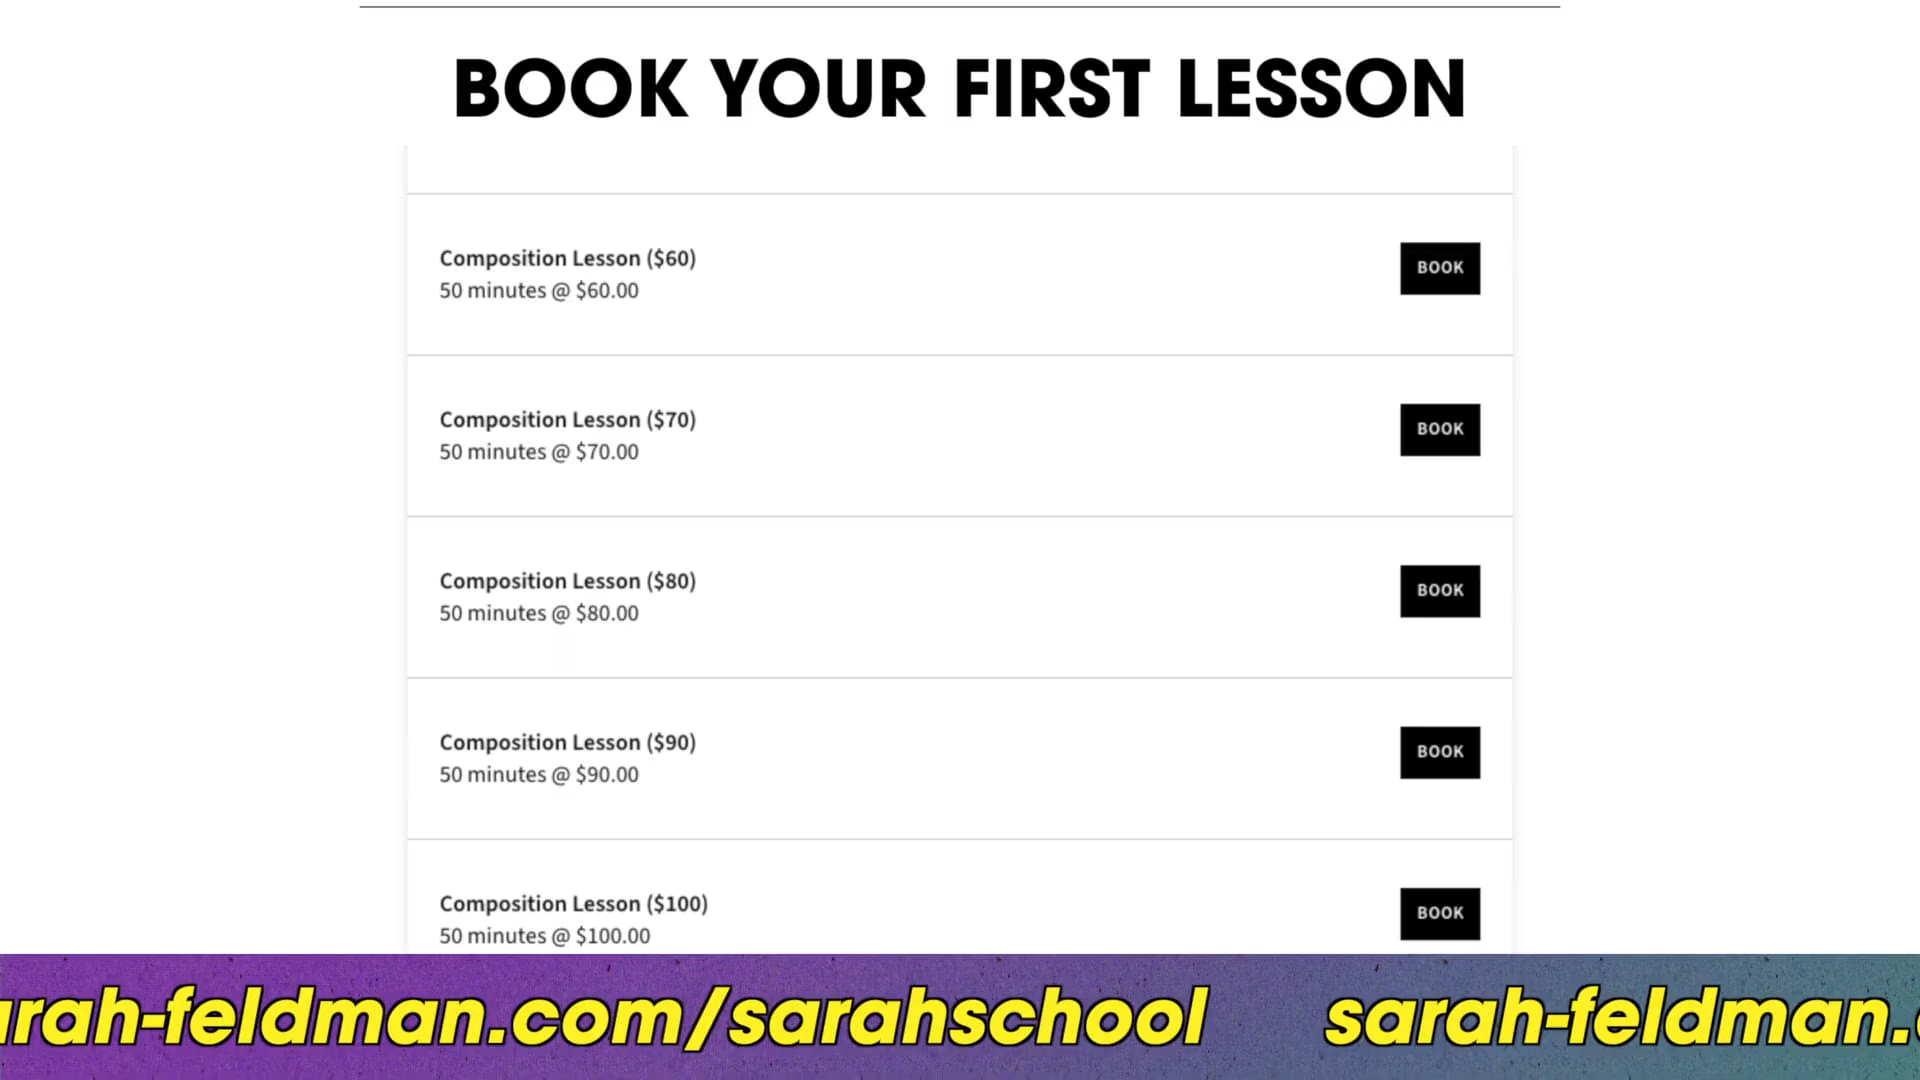 BOOK YOUR FIRST LESSON
Composition Lesson ($60)
50 minutes @ $60.00
BOOK
Composition Lesson ($70)
50 minutes @ $70.00
BOOK
Composition Lesson ($80)
50 minutes @ $80.00
BOOK
Composition Lesson ($90)
50 minutes @ $90.00
BOOK
Composition Lesson ($100)
50 minutes @ $100.00
BOOK
arah-feldman.com/sarahschool sarah-feldman.